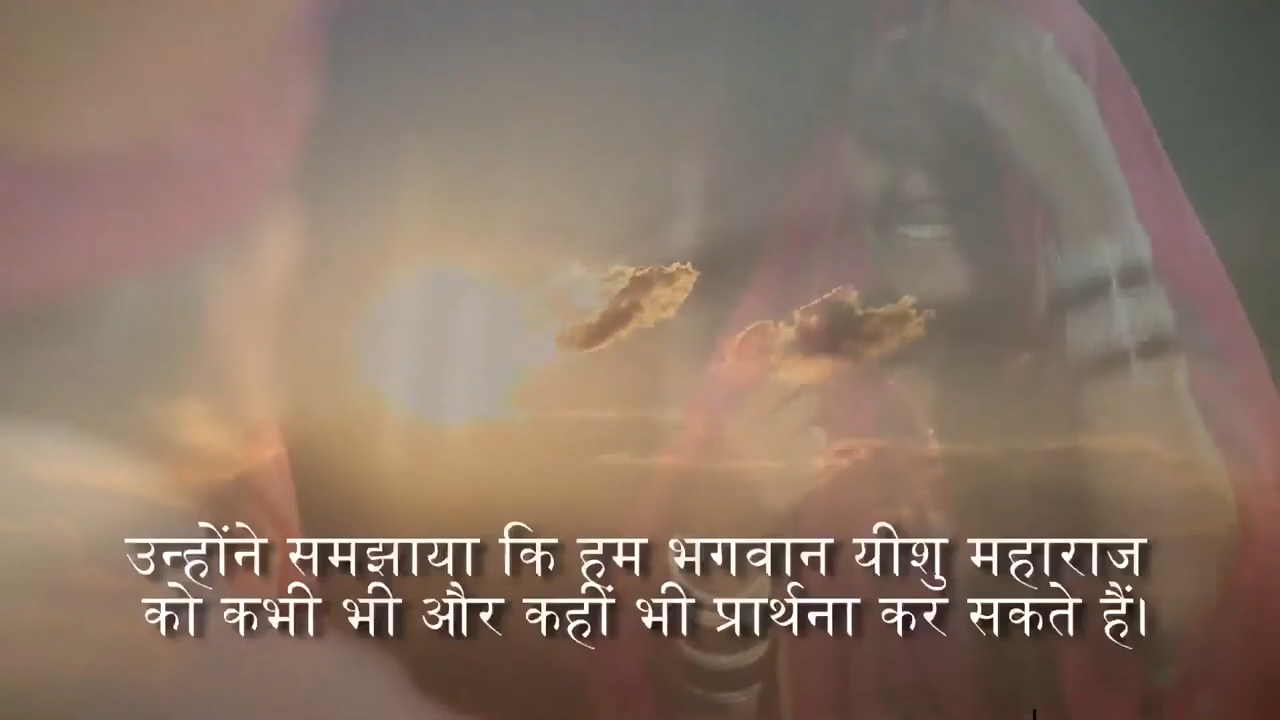 उन्होंने समझाया कि हम भगवान यीशु महाराज
को कभी भी और कहीं भी प्रार्थना कर सकते हैं।